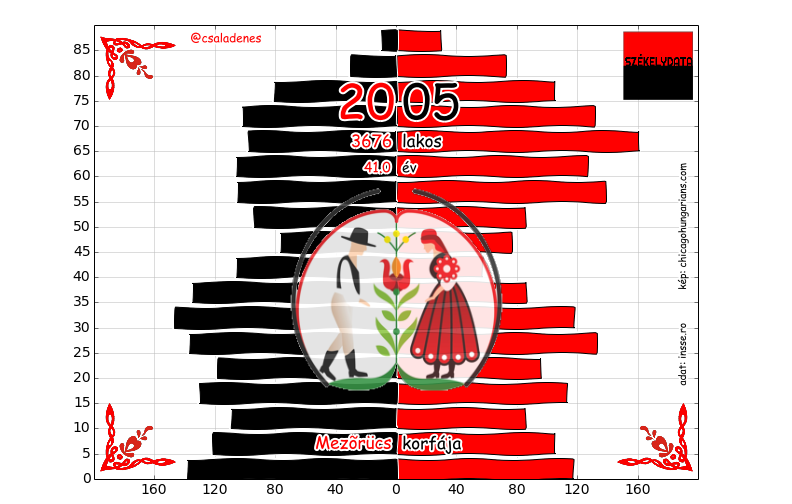 @csaladenes
SZÉKELYDATA
2005
3676 lakos
41,0 év
kép: chicagohungarians.com
adat: insse.ro
Mezőrücs korfája
85
80
75
70
65
60
55
50
45
40
35
30
25
20
15
10
5
0
160 120 80 40 0 40 80 120 160